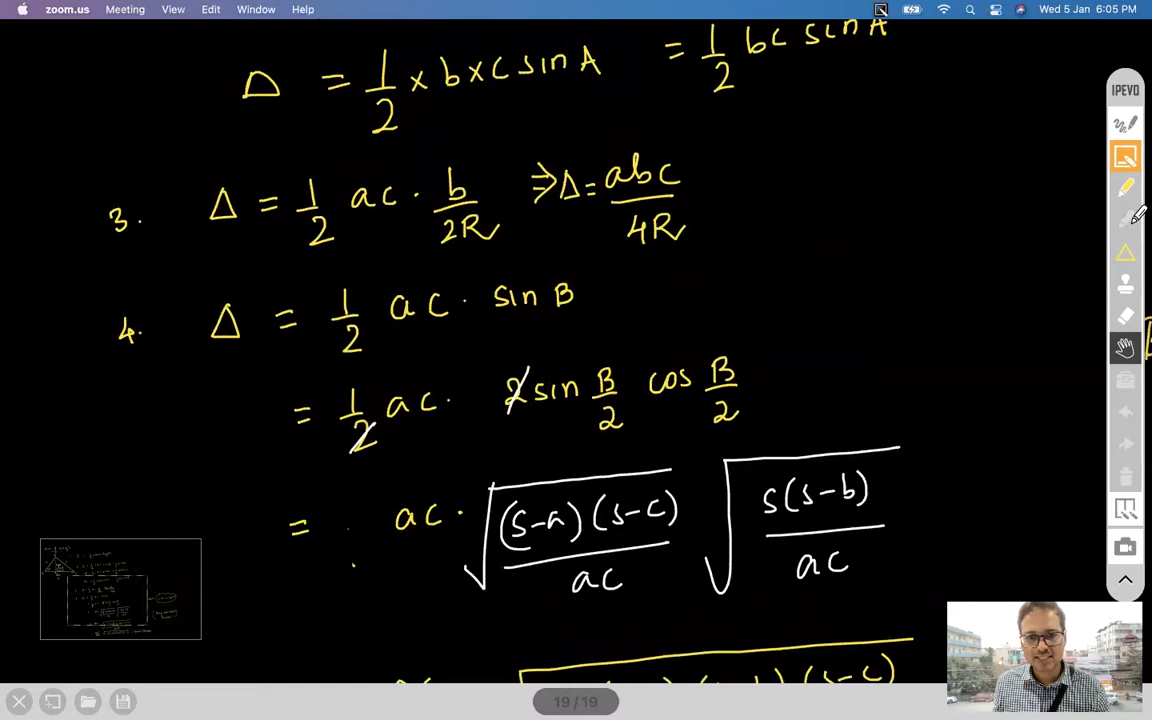 zoom.us Meeting View Edit Window Help Wed 5 Jan 6:05 PM
Δ = 1/2 × b × c sin A = 1/2 bc sin A
IPEVO
3. Δ = 1/2 ac · b/2R ⇒ Δ = abc/4R
4. Δ = 1/2 ac · sin B
= 1/2 ac · 2 sin B/2 cos B/2
= ac · √((s-a)(s-c)/ac) √(s(s-b)/ac)
(s-c)
19 / 19